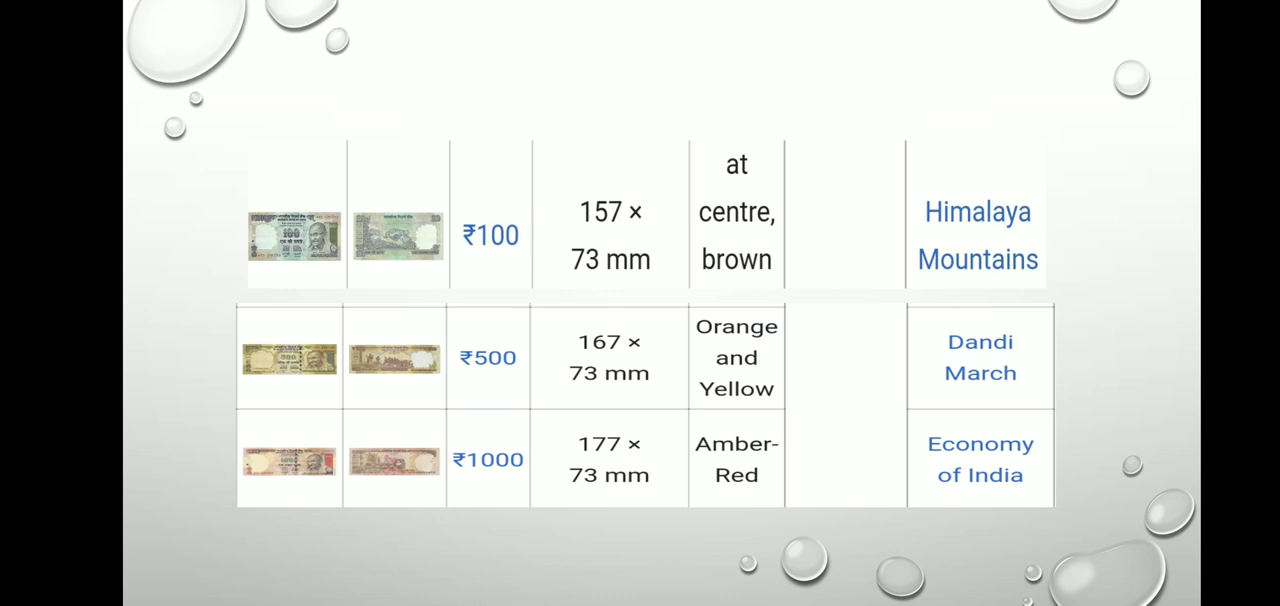 at
₹100
157 ×
73 mm
centre,
brown
Himalaya
Mountains
₹500
167 ×
73 mm
Orange
and
Yellow
Dandi
March
₹1000
177 ×
73 mm
Amber-
Red
Economy
of India